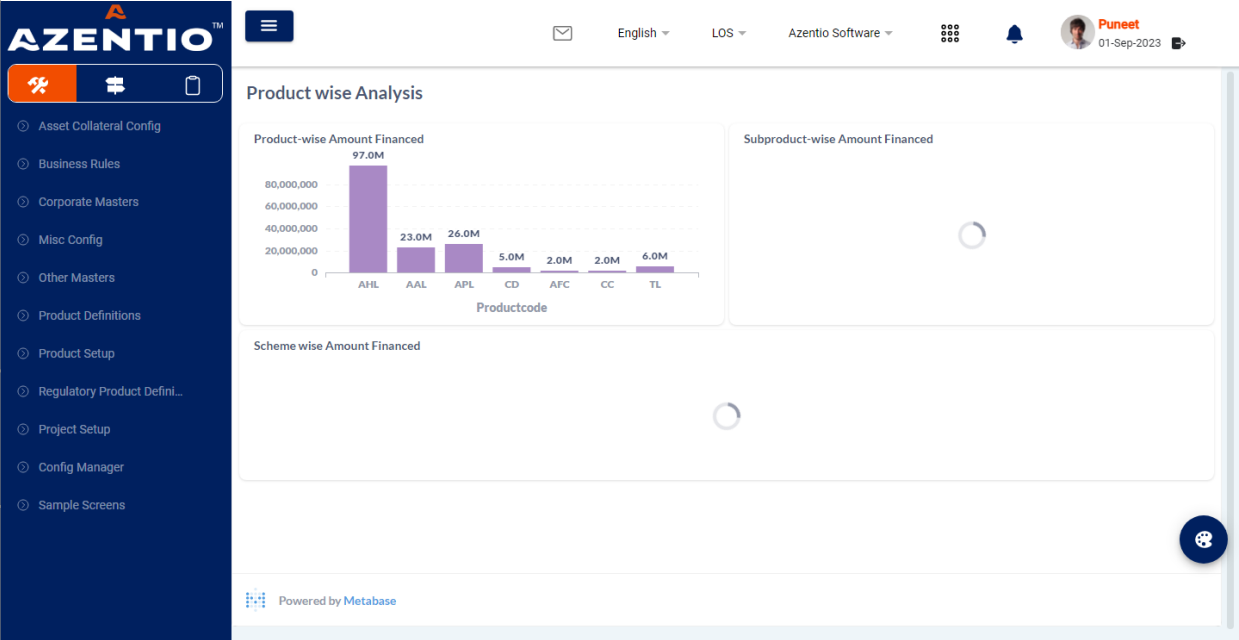 AZENTIO™
English
LOS
Azentio Software
Puneet
01-Sep-2023
Asset Collateral Config
Business Rules
Corporate Masters
Misc Config
Other Masters
Product Definitions
Product Setup
Regulatory Product Defini...
Project Setup
Config Manager
Sample Screens
Product wise Analysis
Product-wise Amount Financed
97.0M
80,000,000
60,000,000
40,000,000
20,000,000
0
23.0M
26.0M
5.0M
2.0M
2.0M
6.0M
AHL AAL APL CD AFC CC TL
Productcode
Subproduct-wise Amount Financed
Scheme wise Amount Financed
Powered by Metabase